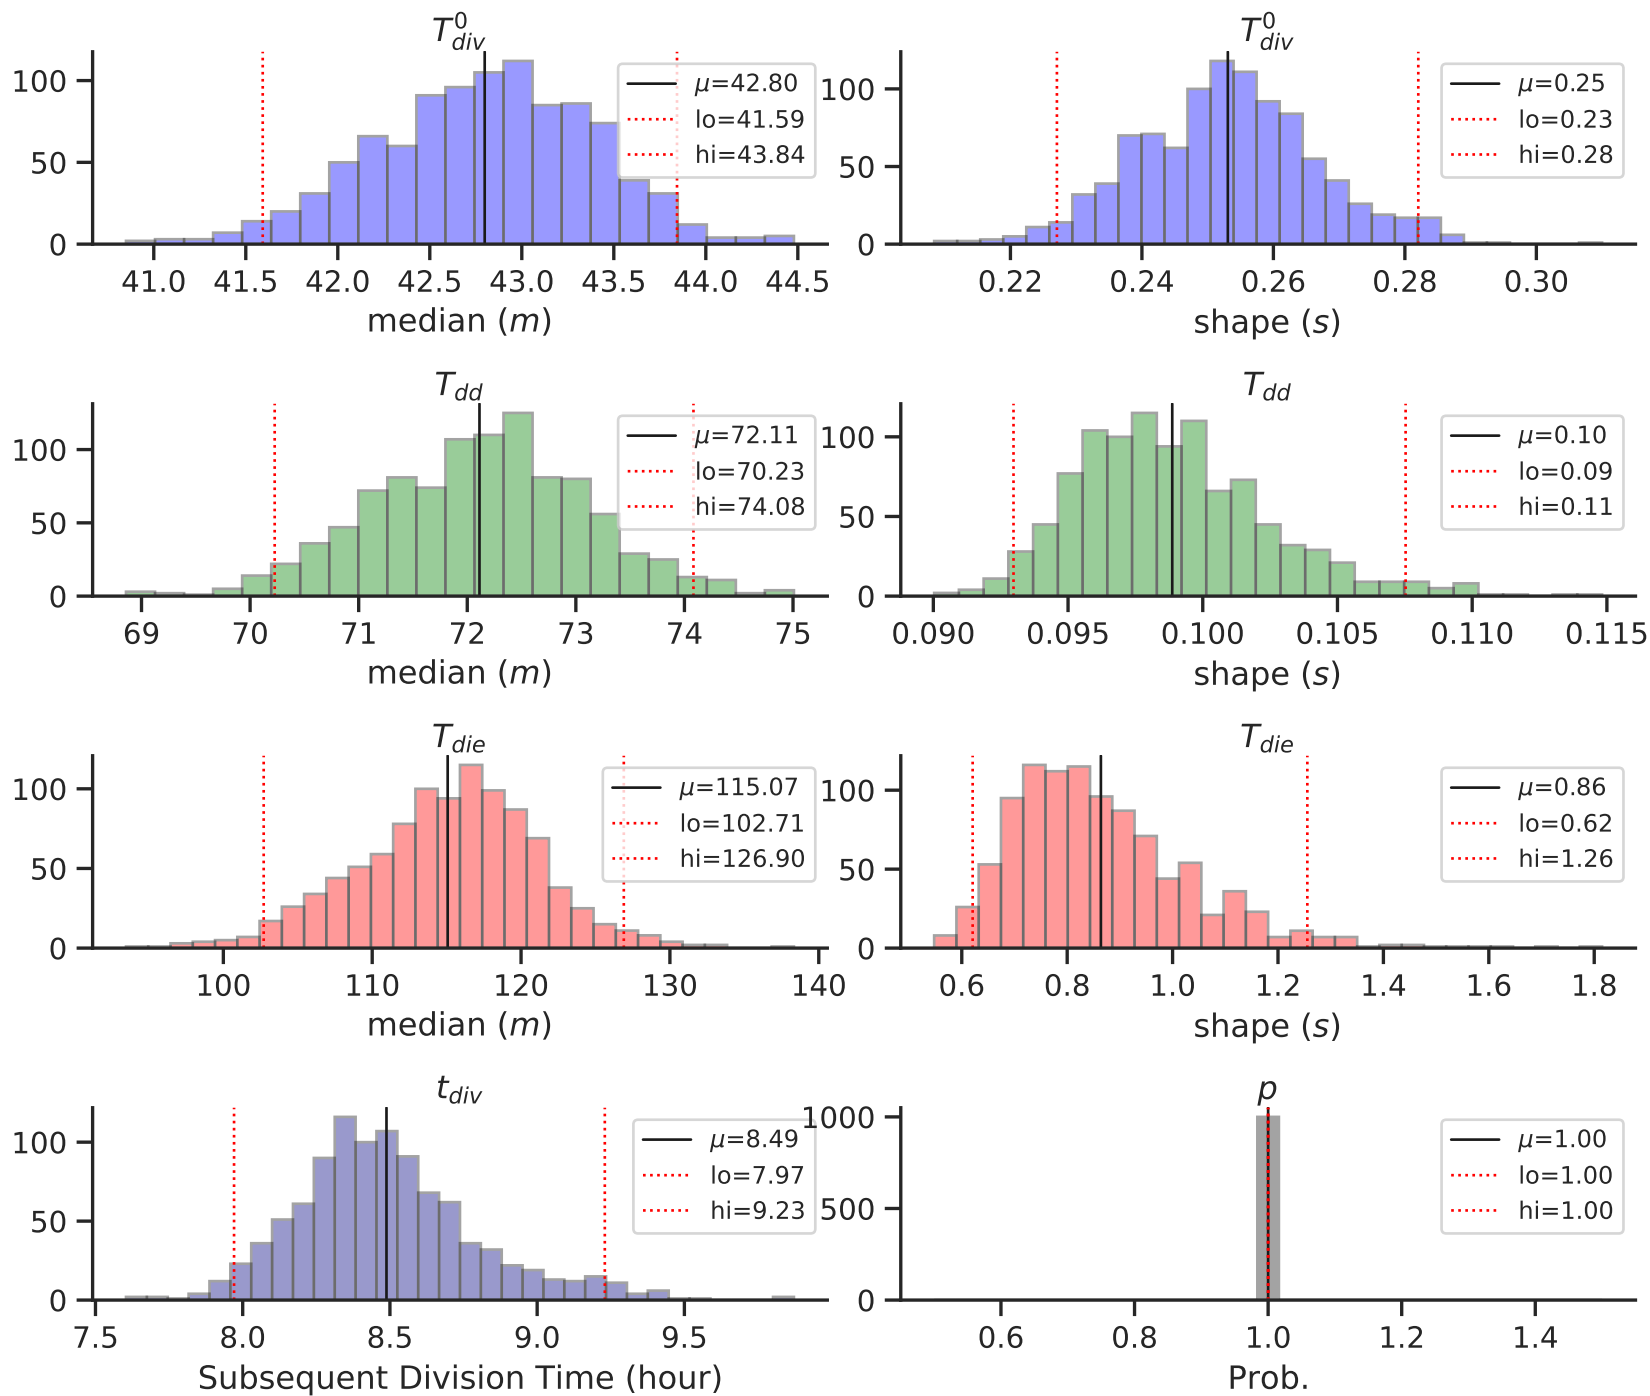 T⁰div
100
50
0
μ=42.80
lo=41.59
hi=43.84
41.0 41.5 42.0 42.5 43.0 43.5 44.0 44.5
median (m)
T⁰div
100
50
0
μ=0.25
lo=0.23
hi=0.28
0.22 0.24 0.26 0.28 0.30
shape (s)
Tdd
100
50
0
μ=72.11
lo=70.23
hi=74.08
69 70 71 72 73 74 75
median (m)
Tdd
100
50
0
μ=0.10
lo=0.09
hi=0.11
0.090 0.095 0.100 0.105 0.110 0.115
shape (s)
Tdie
100
50
0
μ=115.07
lo=102.71
hi=126.90
100 110 120 130 140
median (m)
Tdie
100
50
0
μ=0.86
lo=0.62
hi=1.26
0.6 0.8 1.0 1.2 1.4 1.6 1.8
shape (s)
tdiv
100
50
0
μ=8.49
lo=7.97
hi=9.23
7.5 8.0 8.5 9.0 9.5
Subsequent Division Time (hour)
p
1000
500
0
μ=1.00
lo=1.00
hi=1.00
0.6 0.8 1.0 1.2 1.4
Prob.